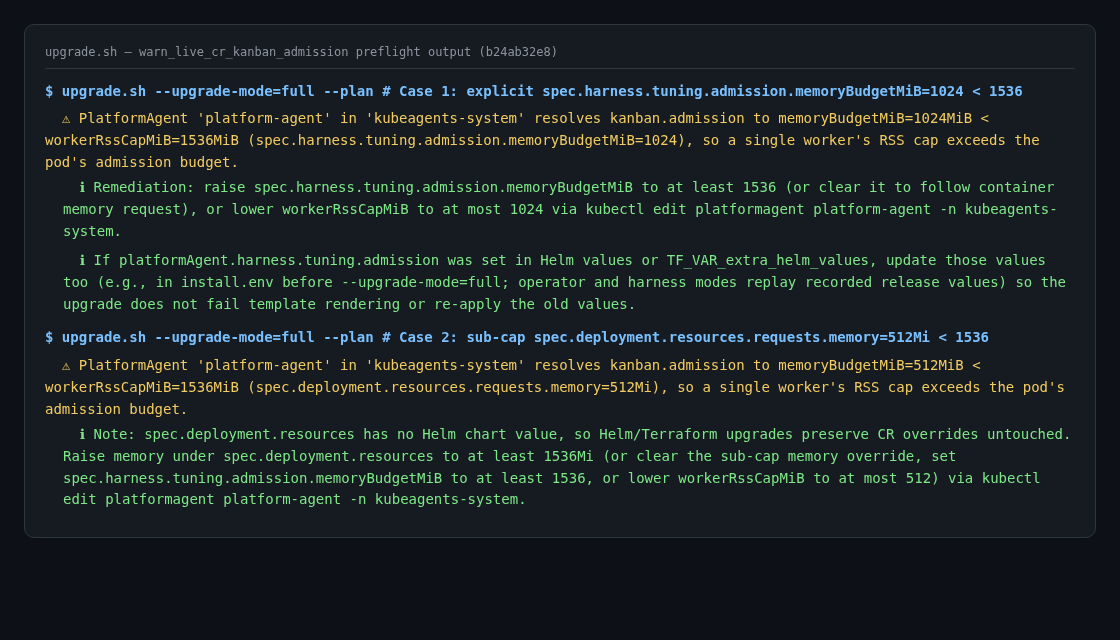 upgrade.sh — warn_live_cr_kanban_admission preflight output (b24ab32e8)
$ upgrade.sh --upgrade-mode=full --plan # Case 1: explicit spec.harness.tuning.admission.memoryBudgetMiB=1024 < 1536
⚠ PlatformAgent 'platform-agent' in 'kubeagents-system' resolves kanban.admission to memoryBudgetMiB=1024MiB <
workerRssCapMiB=1536MiB (spec.harness.tuning.admission.memoryBudgetMiB=1024), so a single worker's RSS cap exceeds the
pod's admission budget.
ℹ Remediation: raise spec.harness.tuning.admission.memoryBudgetMiB to at least 1536 (or clear it to follow container
memory request), or lower workerRssCapMiB to at most 1024 via kubectl edit platformagent platform-agent -n kubeagents-
system.
ℹ If platformAgent.harness.tuning.admission was set in Helm values or TF_VAR_extra_helm_values, update those values
too (e.g., in install.env before --upgrade-mode=full; operator and harness modes replay recorded release values) so the
upgrade does not fail template rendering or re-apply the old values.
$ upgrade.sh --upgrade-mode=full --plan # Case 2: sub-cap spec.deployment.resources.requests.memory=512Mi < 1536
⚠ PlatformAgent 'platform-agent' in 'kubeagents-system' resolves kanban.admission to memoryBudgetMiB=512MiB <
workerRssCapMiB=1536MiB (spec.deployment.resources.requests.memory=512Mi), so a single worker's RSS cap exceeds the pod's
admission budget.
ℹ Note: spec.deployment.resources has no Helm chart value, so Helm/Terraform upgrades preserve CR overrides untouched.
Raise memory under spec.deployment.resources to at least 1536Mi (or clear the sub-cap memory override, set
spec.harness.tuning.admission.memoryBudgetMiB to at least 1536, or lower workerRssCapMiB to at most 512) via kubectl
edit platformagent platform-agent -n kubeagents-system.